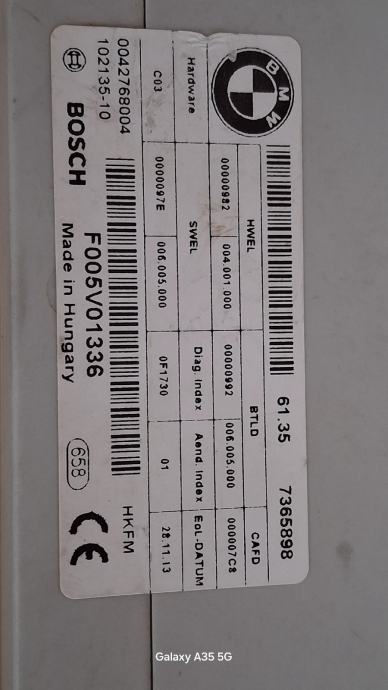 BMW
61.35 7365898
HWEL BTLD CAFD
00000982 004.001.000 00000992 006.005.000 000007C8
Hardware SWEL Diag. Index Aend. Index EoL-DATUM
C03 0000097E 006.005.000 0F1730 01 28.11.13
0042768004
HKFM
102135-10
F005V01336
BOSCH
Made in Hungary
658
CE
Galaxy A35 5G